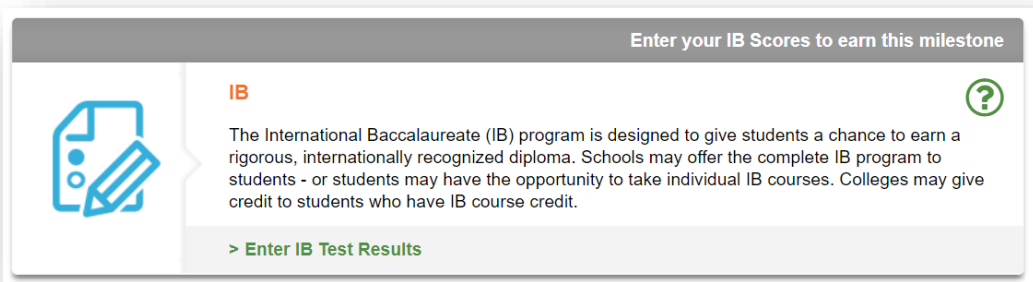 Enter your IB Scores to earn this milestone
IB
?
The International Baccalaureate (IB) program is designed to give students a chance to earn a
rigorous, internationally recognized diploma. Schools may offer the complete IB program to
students - or students may have the opportunity to take individual IB courses. Colleges may give
credit to students who have IB course credit.
> Enter IB Test Results